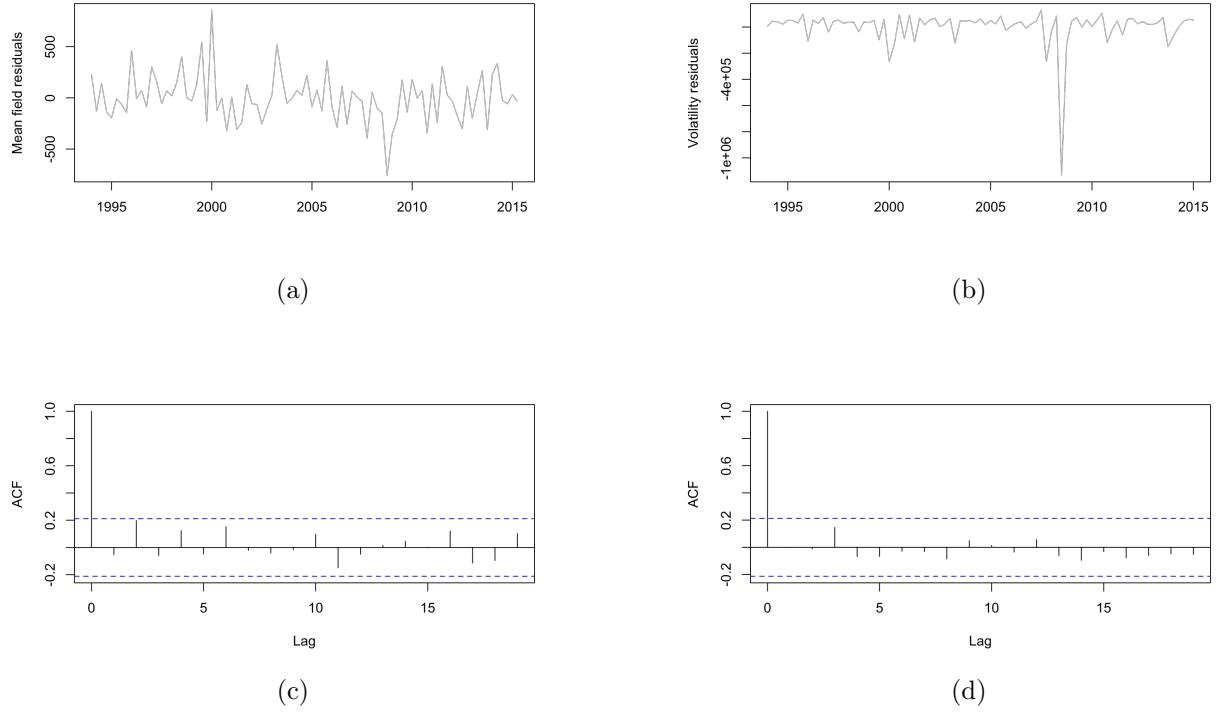 Mean field residuals
500
0
-500
1995 2000 2005 2010 2015
(a)
Volatility residuals
-4e+05
-1e+06
1995 2000 2005 2010 2015
(b)
ACF
1.0
0.6
0.2
-0.2
0 5 10 15
Lag
(c)
ACF
1.0
0.6
0.2
-0.2
0 5 10 15
Lag
(d)